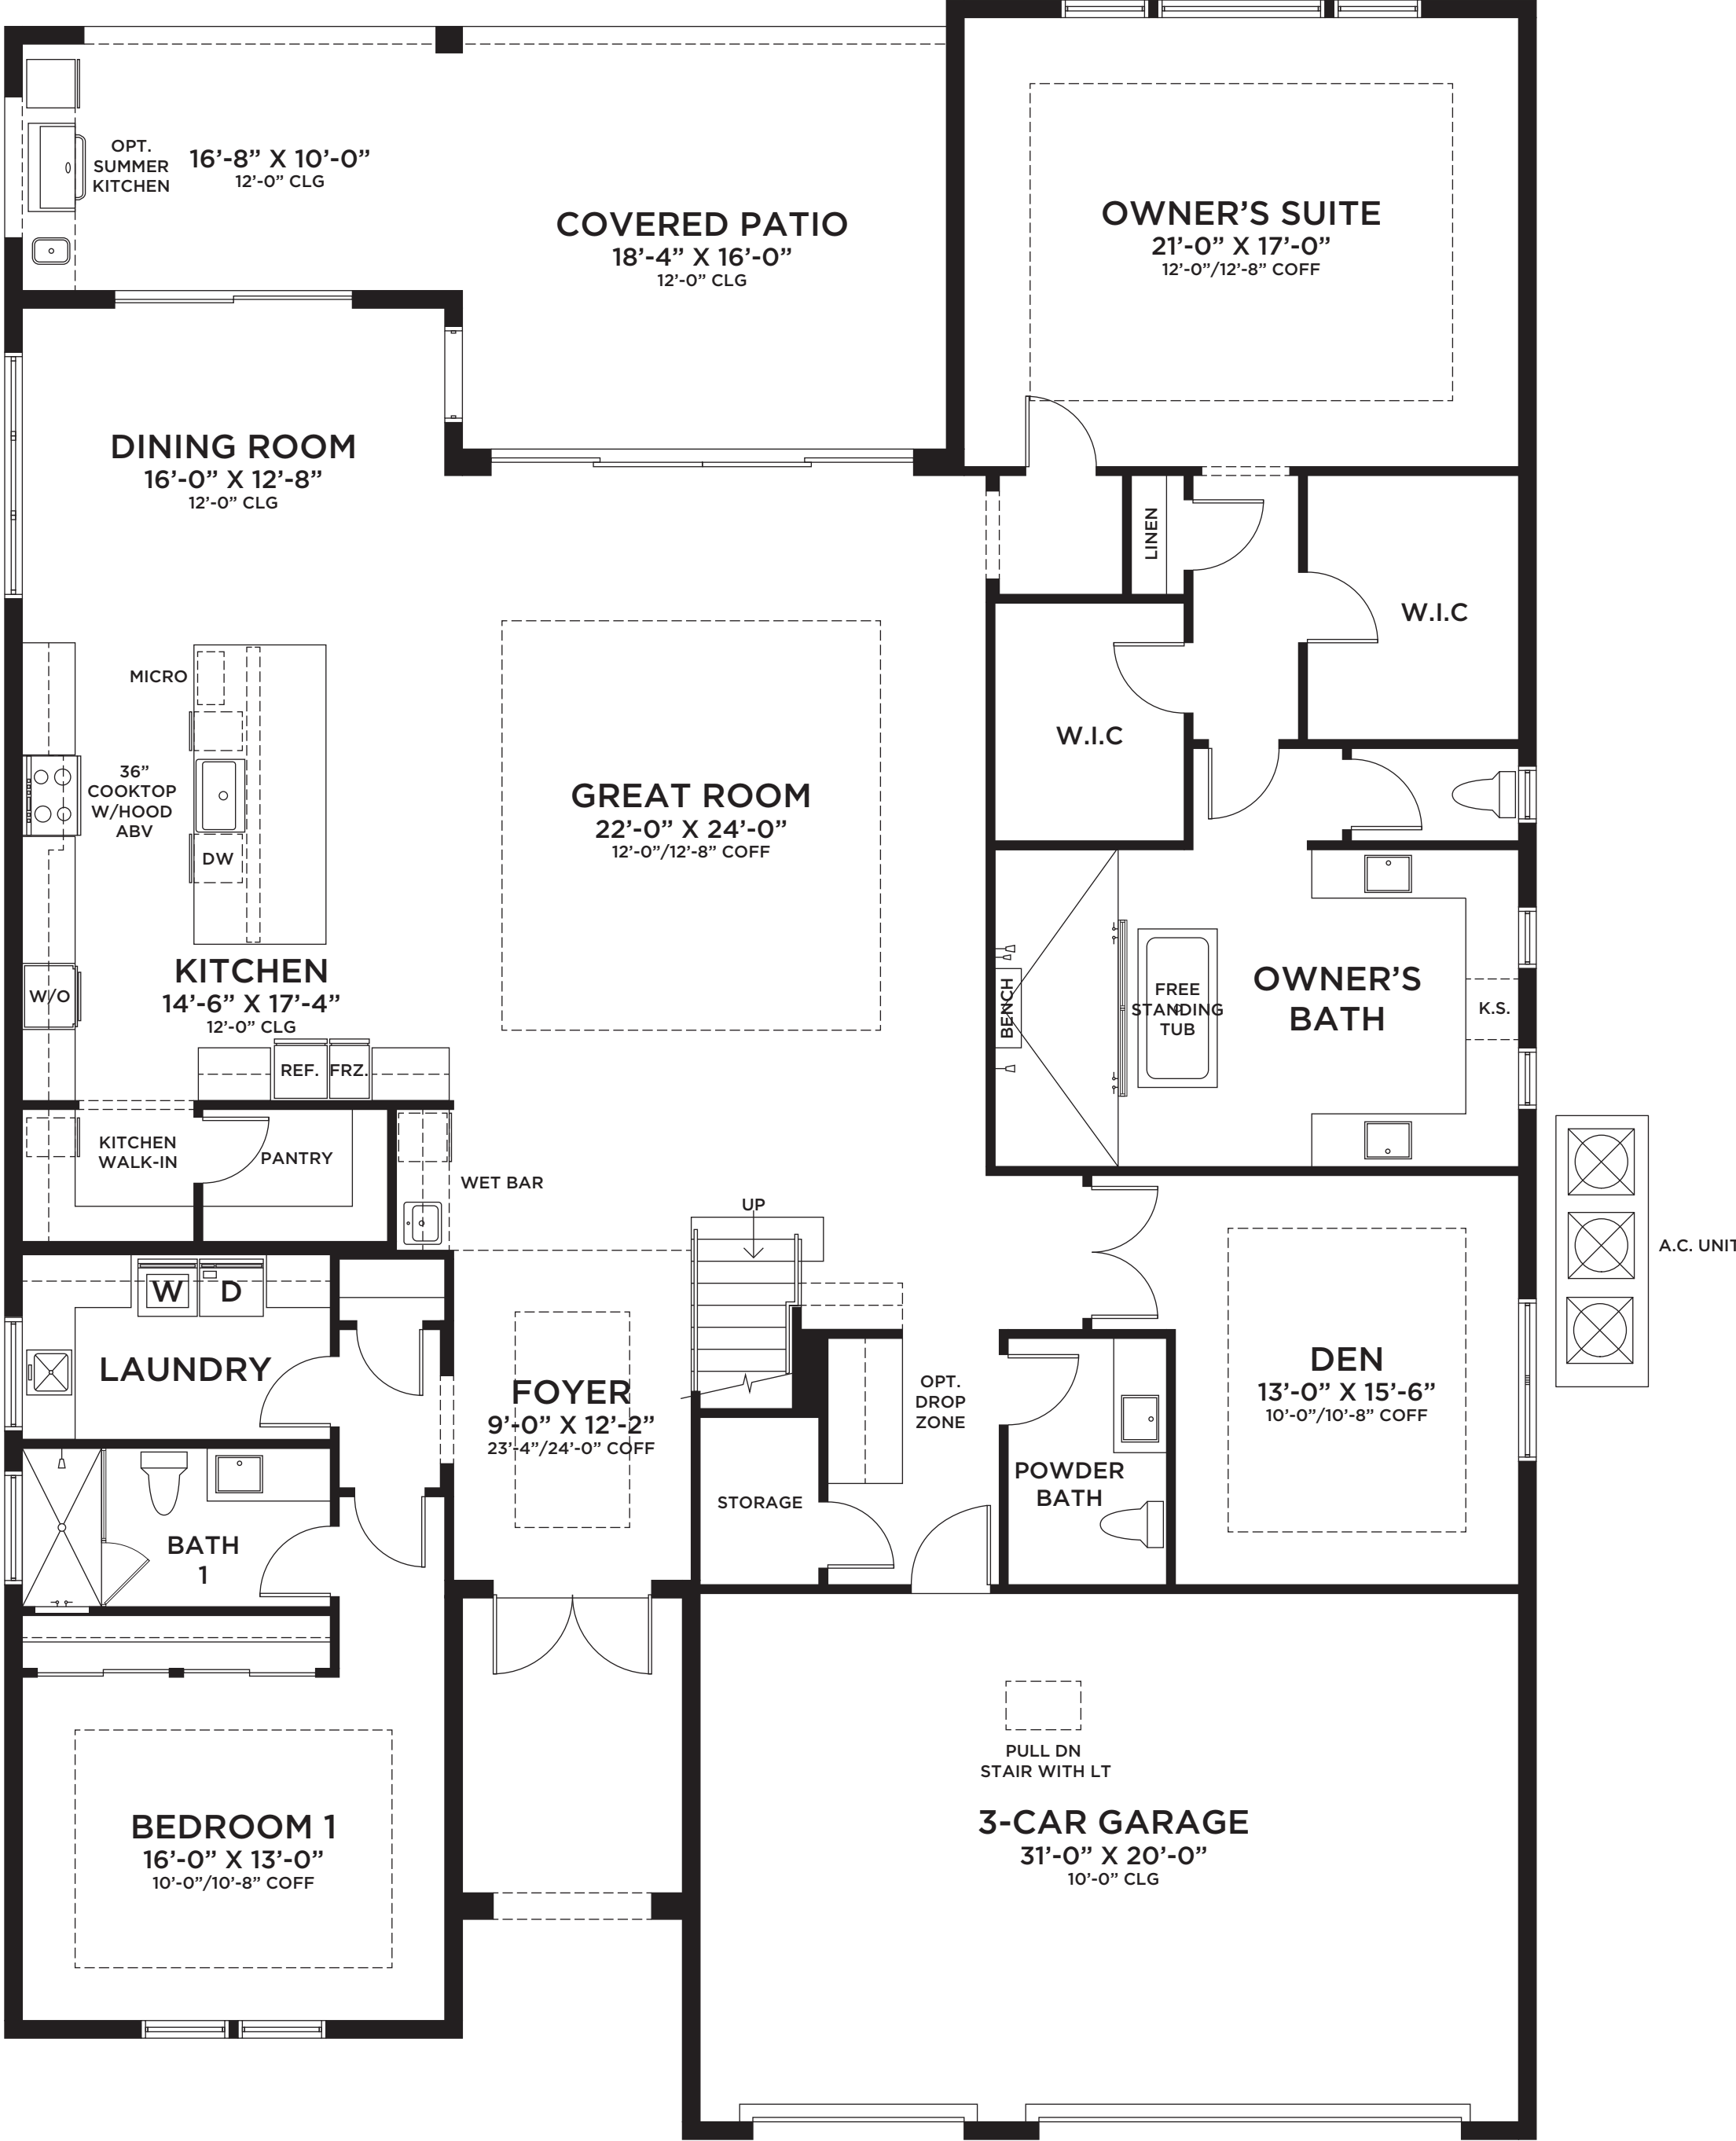 OPT.
SUMMER
KITCHEN
16’-8” X 10’-0”
12’-0” CLG
COVERED PATIO
18’-4” X 16’-0”
12’-0” CLG
OWNER’S SUITE
21’-0” X 17’-0”
12’-0”/12’-8” COFF
DINING ROOM
16’-0” X 12’-8”
12’-0” CLG
LINEN
W.I.C
W.I.C
MICRO
36”
COOKTOP
W/HOOD
ABV
DW
GREAT ROOM
22’-0” X 24’-0”
12’-0”/12’-8” COFF
KITCHEN
14’-6” X 17’-4”
12’-0” CLG
W/O
REF.
FRZ.
BENCH
FREE
STANDING
TUB
OWNER’S
BATH
K.S.
KITCHEN
WALK-IN
PANTRY
WET BAR
UP
A.C. UNIT
W
D
LAUNDRY
FOYER
9’-0” X 12’-2”
23’-4”/24’-0” COFF
OPT.
DROP
ZONE
DEN
13’-0” X 15’-6”
10’-0”/10’-8” COFF
STORAGE
POWDER
BATH
BATH
1
PULL DN
STAIR WITH LT
BEDROOM 1
16’-0” X 13’-0”
10’-0”/10’-8” COFF
3-CAR GARAGE
31’-0” X 20’-0”
10’-0” CLG